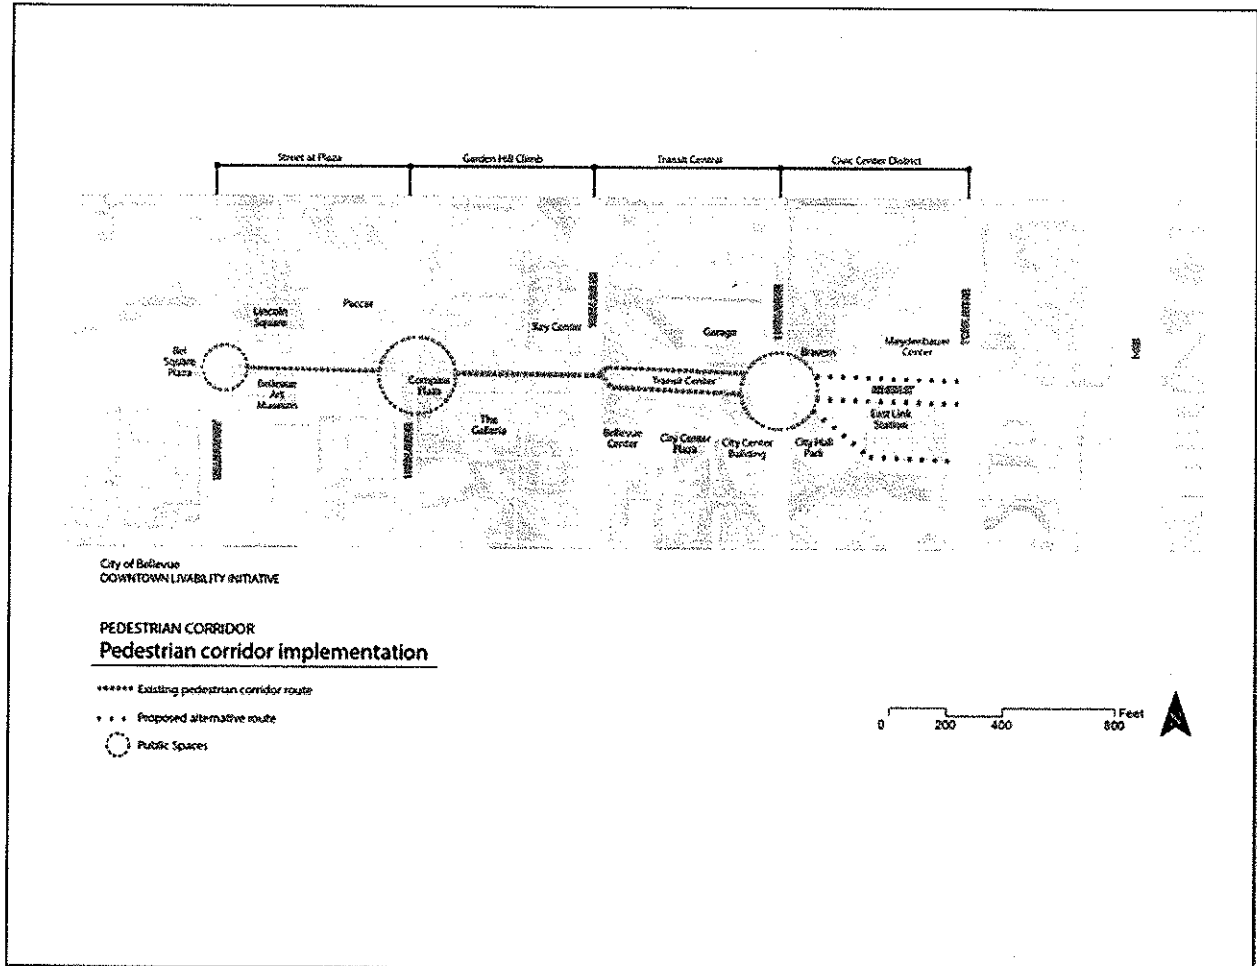 Street at Plaza
Garden Hill Climb
Transit Central
Civic Center District
Paccar
Lincoln
Square
Key Center
Garage
Bravern
Meydenbauer
Center
Bel
Square
Plaza
Bellevue
Art
Museum
Compass
Plaza
Transit Center
The
Galleria
Bellevue
Center
City Center
Plaza
City Center
Building
City Hall
Park
East Link
Station
City of Bellevue
DOWNTOWN LIVABILITY INITIATIVE
PEDESTRIAN CORRIDOR
Pedestrian corridor implementation
Existing pedestrian corridor route
Proposed alternative route
Public Spaces
0 200 400 800 Feet